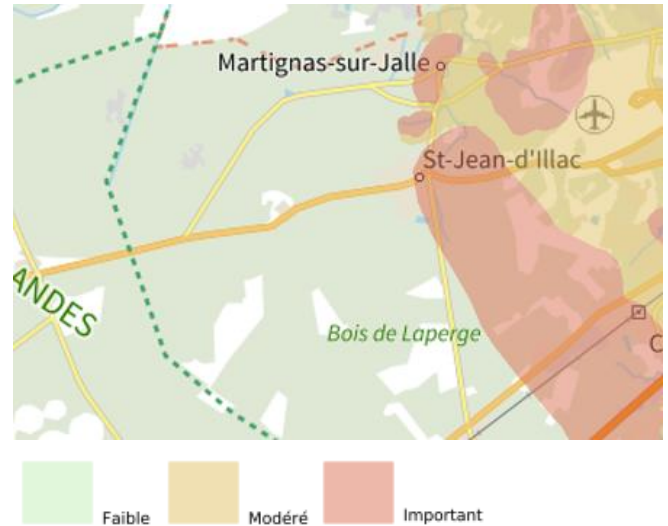 Martignas-sur-Jalle
St-Jean-d'Illac
ANDES
Bois de Laperge
C
Faible Modéré Important